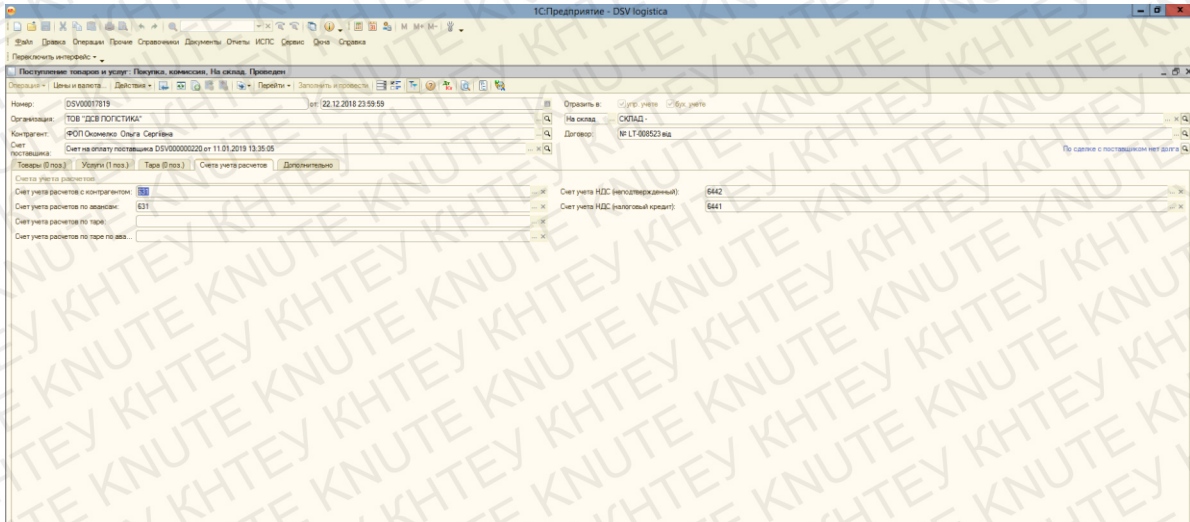 1С:Предприятие - DSV logistica
M M+ M-
Файл Правка Операции Прочие Справочники Документы Отчеты ИСПС Сервис Окна Справка
Переключить интерфейс
Поступление товаров и услуг: Покупка, комиссия. На склад. Проведен
Операция Цены и валюта... Действия Перейти Заполнить и провести
Номер: DSV00017819 от: 22.12.2018 23:59:59 Отразить в: упр. учете бух. учете
Организация: ТОВ "ДСВ ЛОГІСТИКА" На склад СКЛАД -
Контрагент: ФОП Окомелко Ольга Сергіївна Договор: № LT-008523 від
Счет поставщика: Счет на оплату поставщика DSV000000220 от 11.01.2019 13:35:05 По сделке с поставщиком нет долга
Товары (0 поз.) Услуги (1 поз.) Тара (0 поз.) Счета учета расчетов Дополнительно
Счета учета расчетов
Счет учета расчетов с контрагентом: 631 Счет учета НДС (неподтвержденный): 6442
Счет учета расчетов по авансам: 631 Счет учета НДС (налоговый кредит): 6441
Счет учета расчетов по таре:
Счет учета расчетов по таре по ава...
KNUTE КНТЕУ